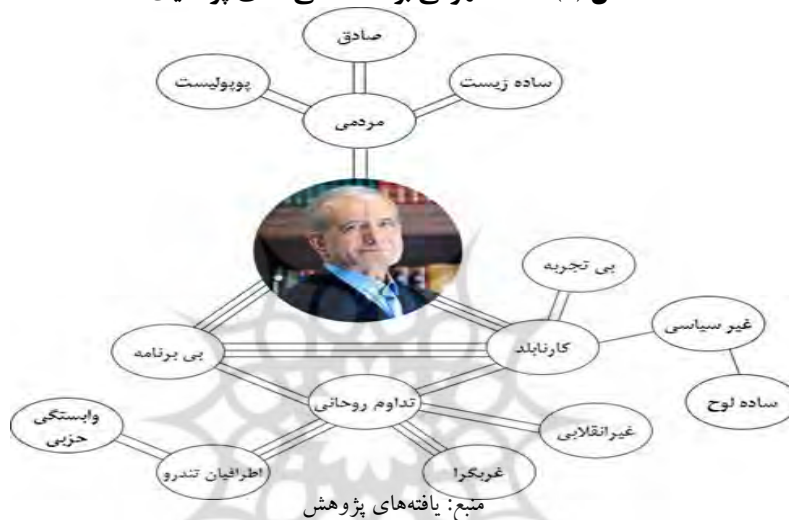 صادق
پوپولیست
ساده زیست
مردمی
بی تجربه
غیر سیاسی
کارنابلد
بی برنامه
ساده لوح
تداوم روحانی
وابستگی
حزبی
غیرانقلابی
اطرافیان تندرو
غربگرا
منبع: یافته‌های پژوهش